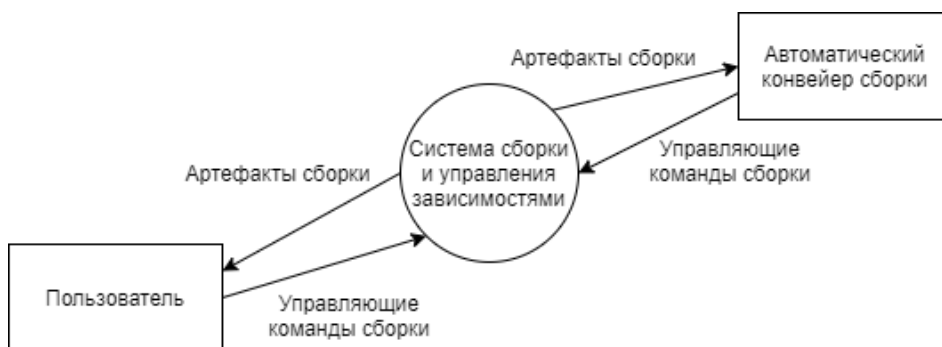 Автоматический
конвейер сборки
Артефакты сборки
Управляющие
команды сборки
Система сборки
и управления
зависимостями
Артефакты сборки
Пользователь
Управляющие
команды сборки